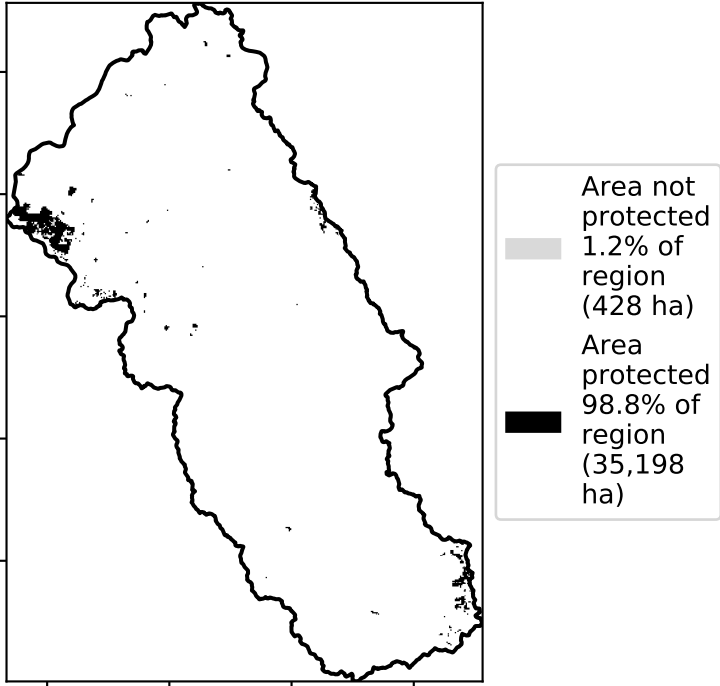 Area not
protected
1.2% of
region
(428 ha)
Area
protected
98.8% of
region
(35,198
ha)